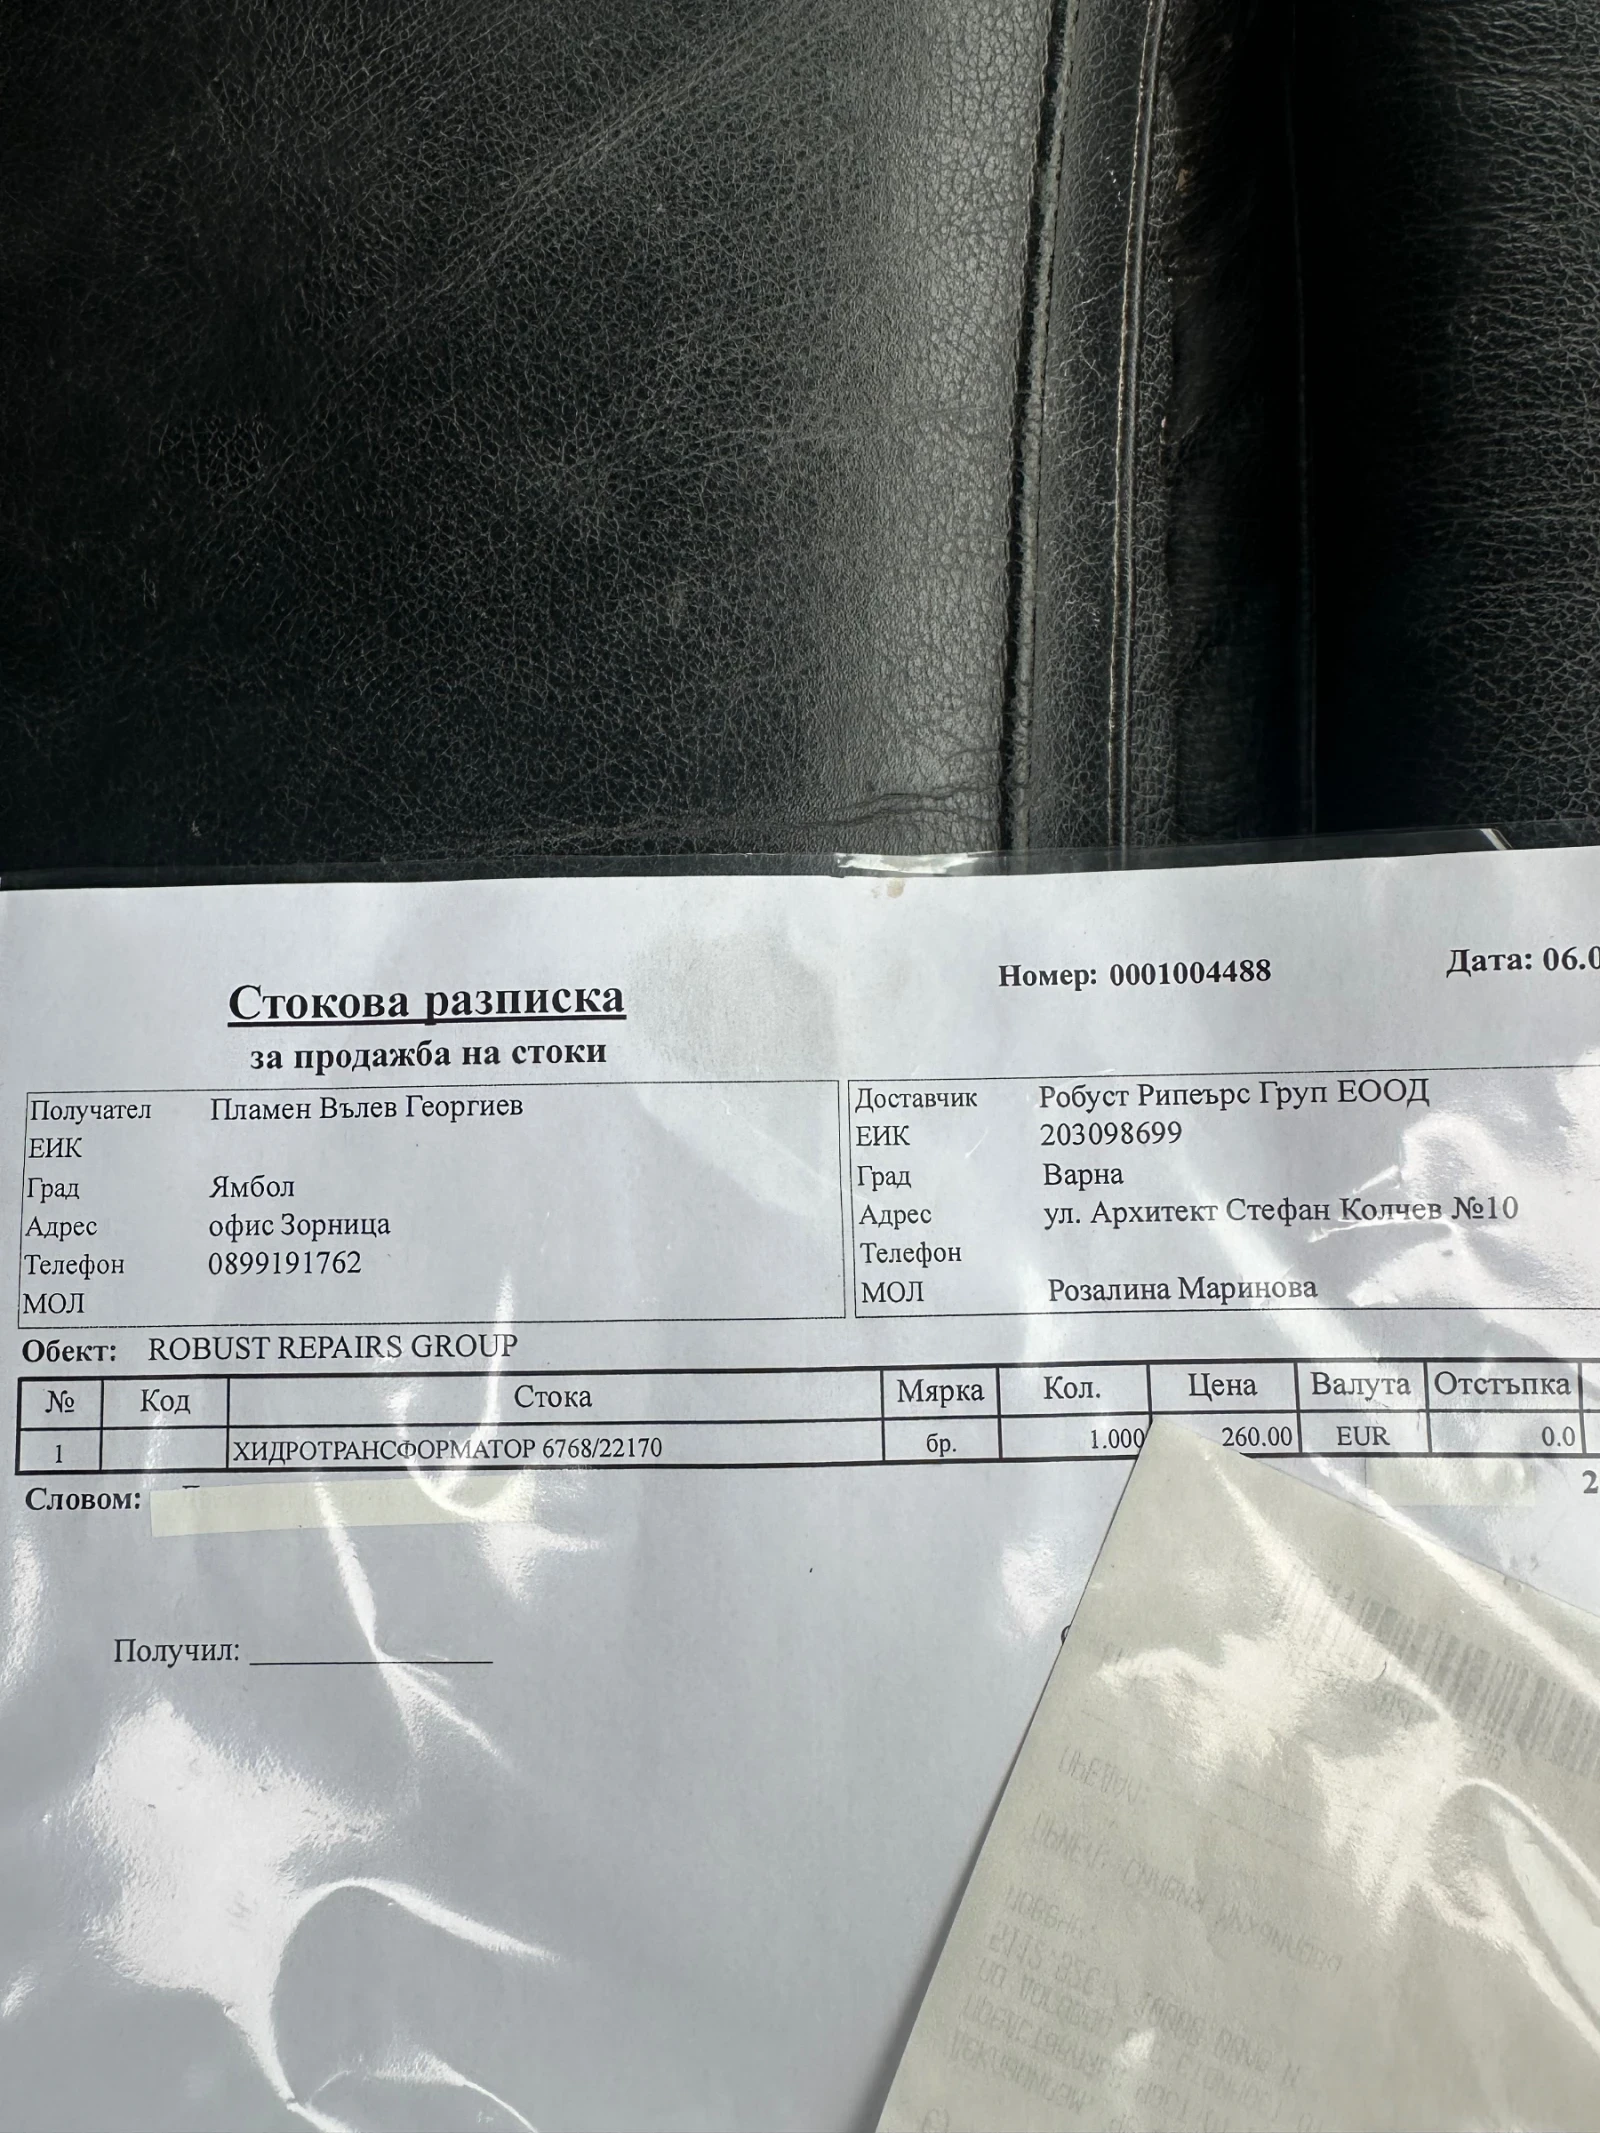 Стокова разписка
за продажба на стоки
Номер: 0001004488
Дата: 06.0
Получател Пламен Вълев Георгиев
ЕИК
Град Ямбол
Адрес офис Зорница
Телефон 0899191762
МОЛ
Доставчик Робуст Рипеърс Груп ЕООД
ЕИК 203098699
Град Варна
Адрес ул. Архитект Стефан Колчев №10
Телефон
МОЛ Розалина Маринова
Обект: ROBUST REPAIRS GROUP
№ Код Стока Мярка Кол. Цена Валута Отстъпка
1 ХИДРОТРАНСФОРМАТОР 6768/22170 бр. 1.000 260.00 EUR 0.0
Словом:
2
Получил: